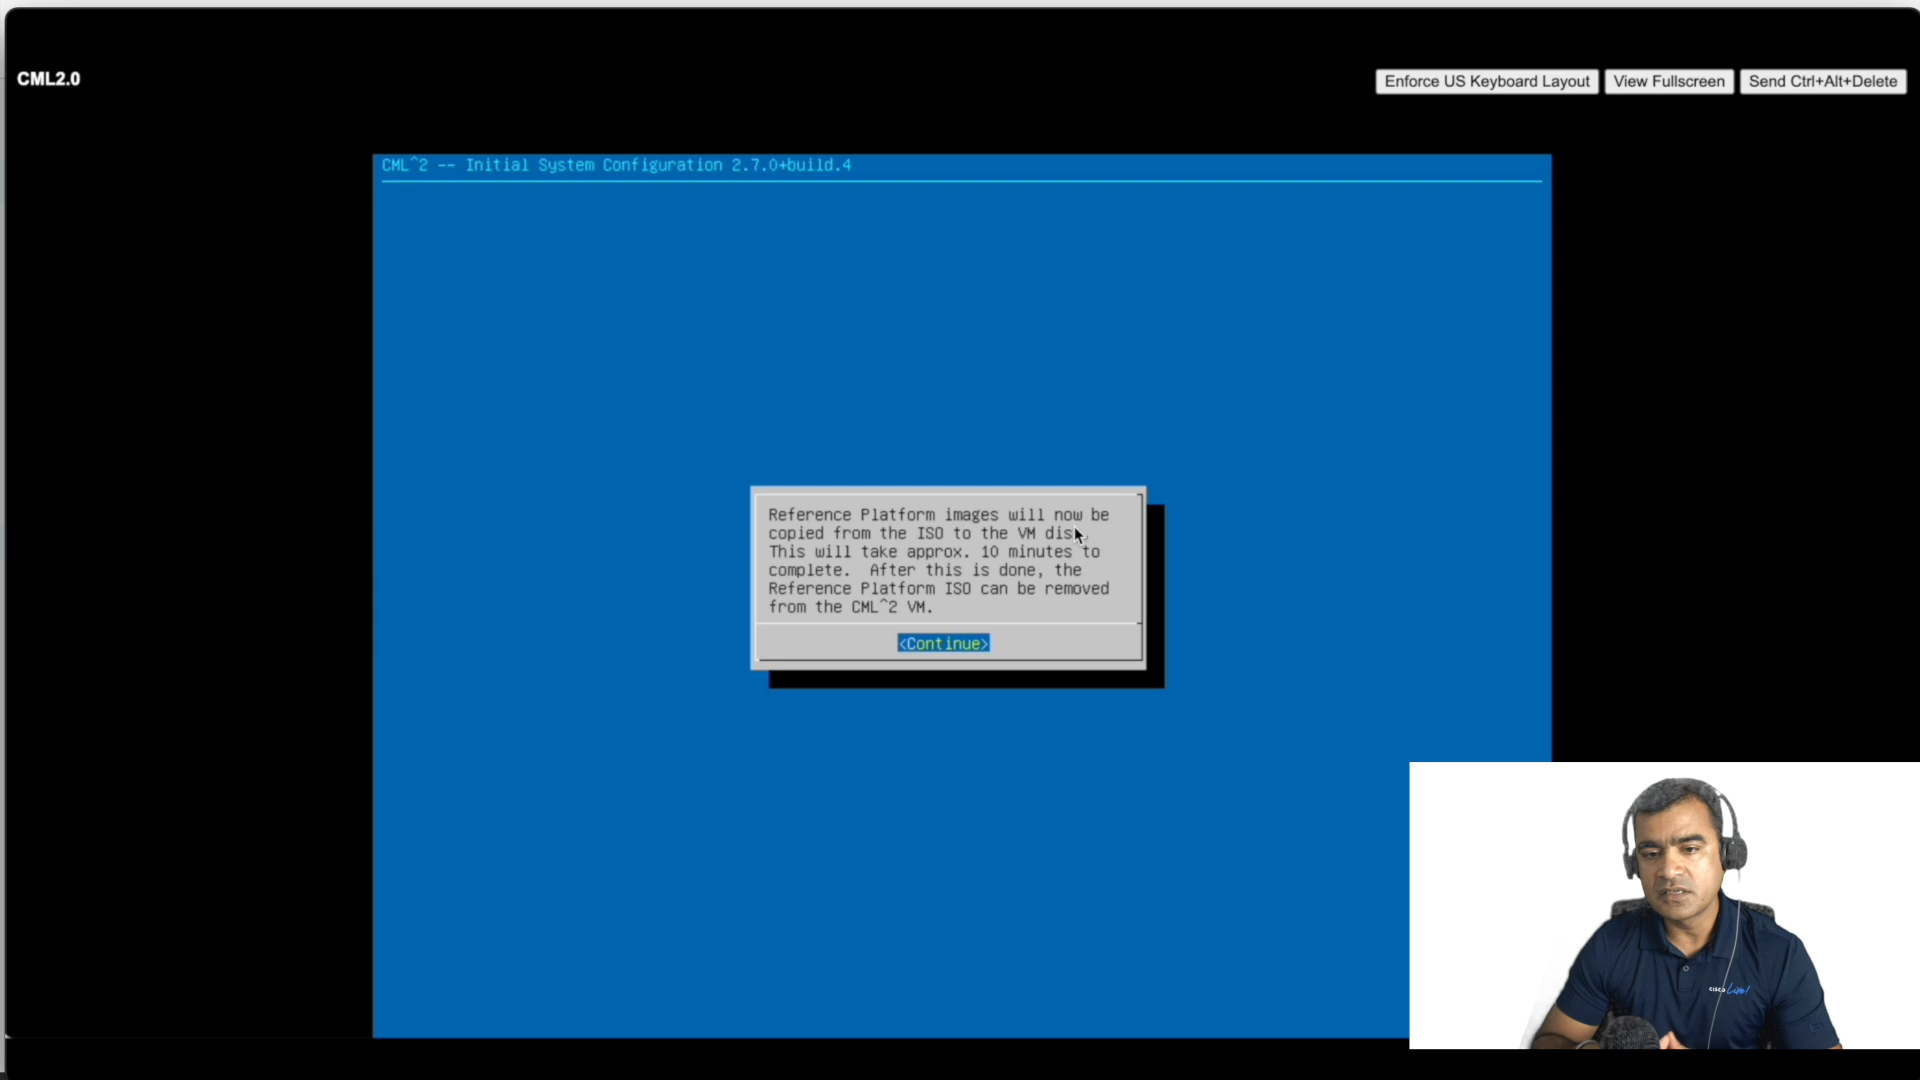 CML2.0
Enforce US Keyboard Layout
View Fullscreen
Send Ctrl+Alt+Delete
CML^2 -- Initial System Configuration 2.7.0+build.4
Reference Platform images will now be
copied from the ISO to the VM dis
This will take approx. 10 minutes to
complete.  After this is done, the
Reference Platform ISO can be removed
from the CML^2 VM.
<Continue>
cisco Live!